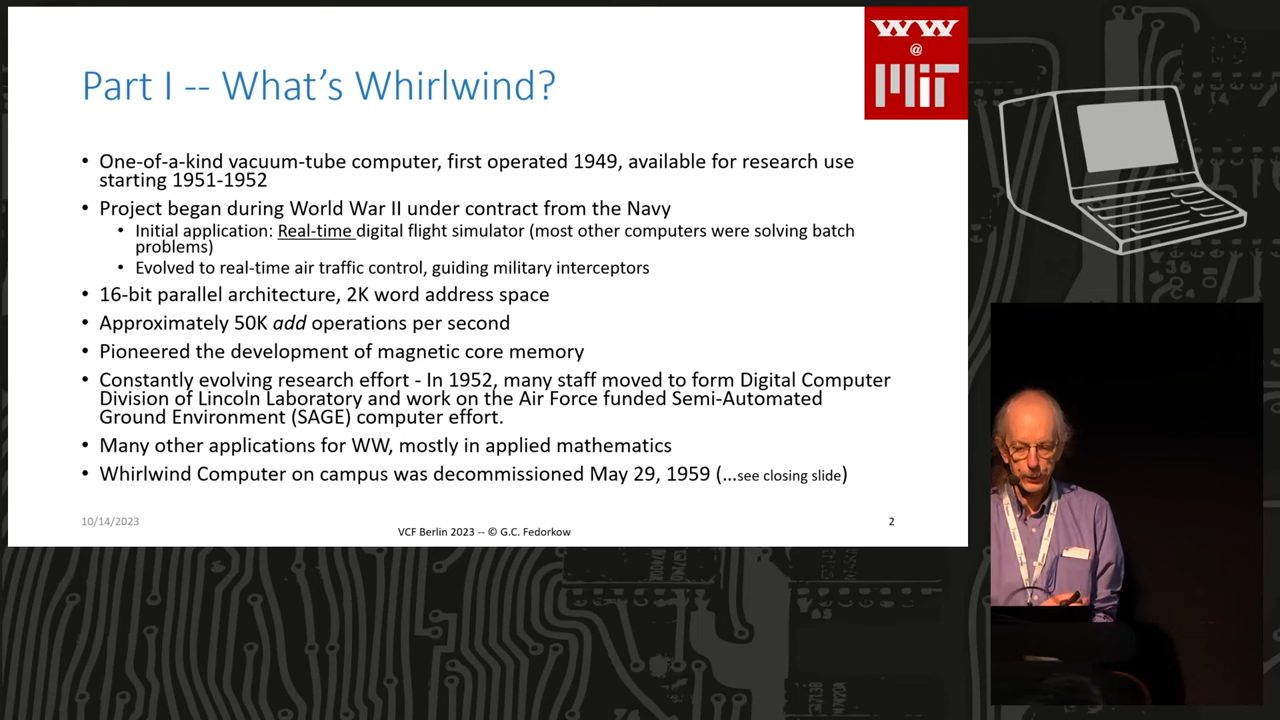 WW
@
MiT
Part I -- What's Whirlwind?
• One-of-a-kind vacuum-tube computer, first operated 1949, available for research use
starting 1951-1952
• Project began during World War II under contract from the Navy
• Initial application: Real-time digital flight simulator (most other computers were solving batch
problems)
• Evolved to real-time air traffic control, guiding military interceptors
• 16-bit parallel architecture, 2K word address space
• Approximately 50K add operations per second
• Pioneered the development of magnetic core memory
• Constantly evolving research effort - In 1952, many staff moved to form Digital Computer
Division of Lincoln Laboratory and work on the Air Force funded Semi-Automated
Ground Environment (SAGE) computer effort.
• Many other applications for WW, mostly in applied mathematics
• Whirlwind Computer on campus was decommissioned May 29, 1959 (...see closing slide)
10/14/2023
VCF Berlin 2023 -- © G.C. Fedorkow
2